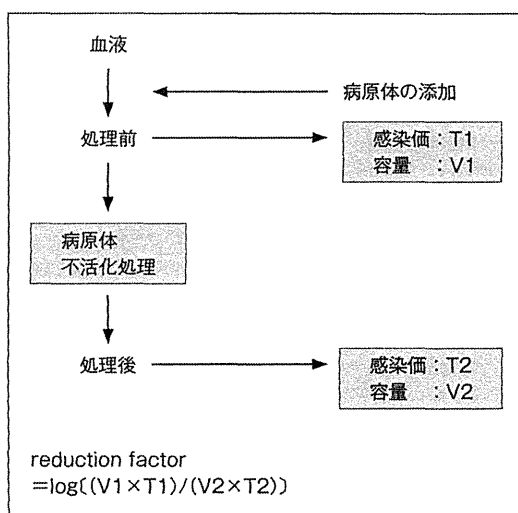 血液
病原体の添加
処理前
感染価：T1
容量　：V1
病原体
不活化処理
処理後
感染価：T2
容量　：V2
reduction factor
=log((V1×T1)/(V2×T2))